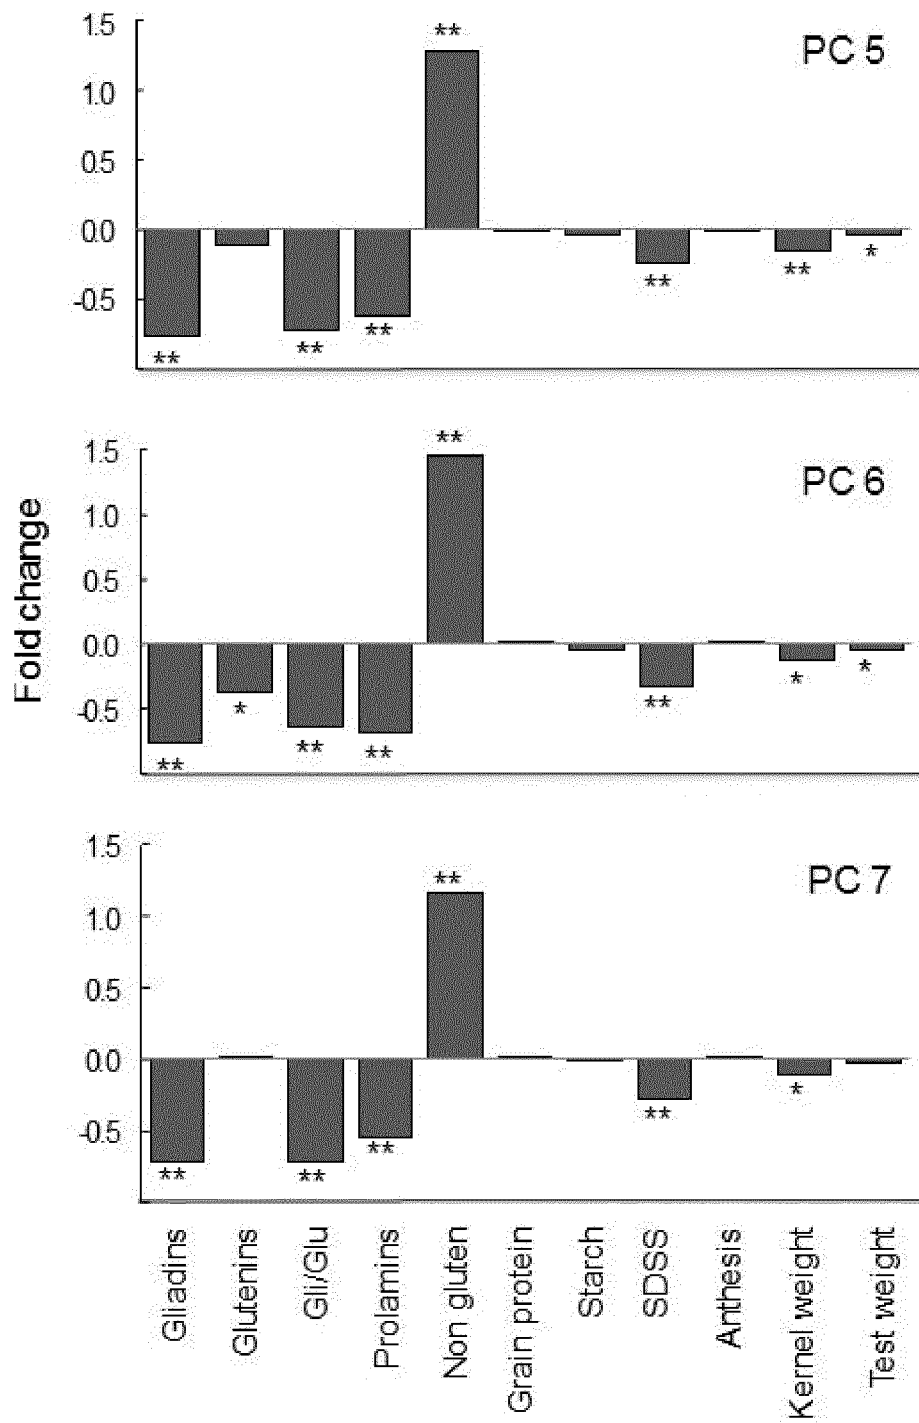 PC 5
1.5
1.0
0.5
0.0
-0.5
**
**
**
**
**
**
*
**
PC 6
1.5
1.0
0.5
0.0
-0.5
**
*
**
**
**
**
*
*
PC 7
1.5
1.0
0.5
0.0
-0.5
**
**
**
**
**
*
Fold change
Gliadins
Glutenins
Gli/Glu
Prolamins
Non gluten
Grain protein
Starch
SDSS
Anthesis
Kernel weight
Test weight